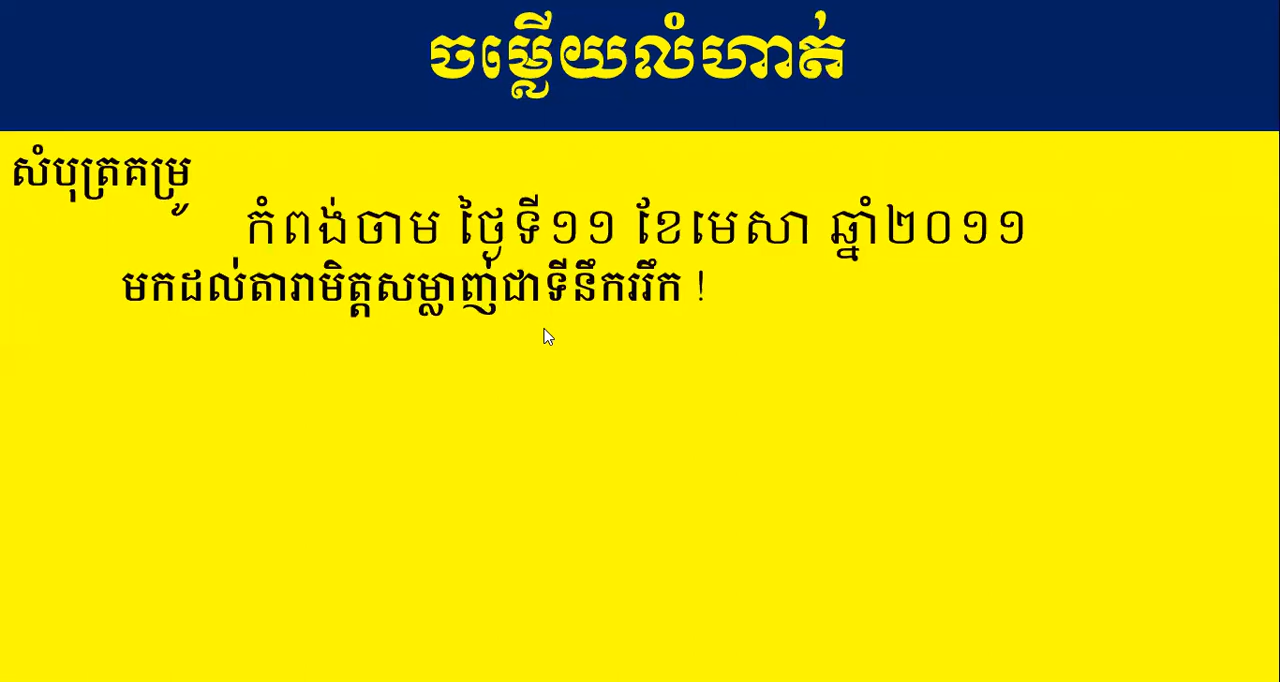 ចម្លើយលំហាត់
សំបុត្រគម្រូ
កំពង់ចាម ថ្ងៃទី១១ ខែមេសា ឆ្នាំ២០១១
មកដល់តារាមិត្តសម្លាញ់ជាទីនឹករឭក !